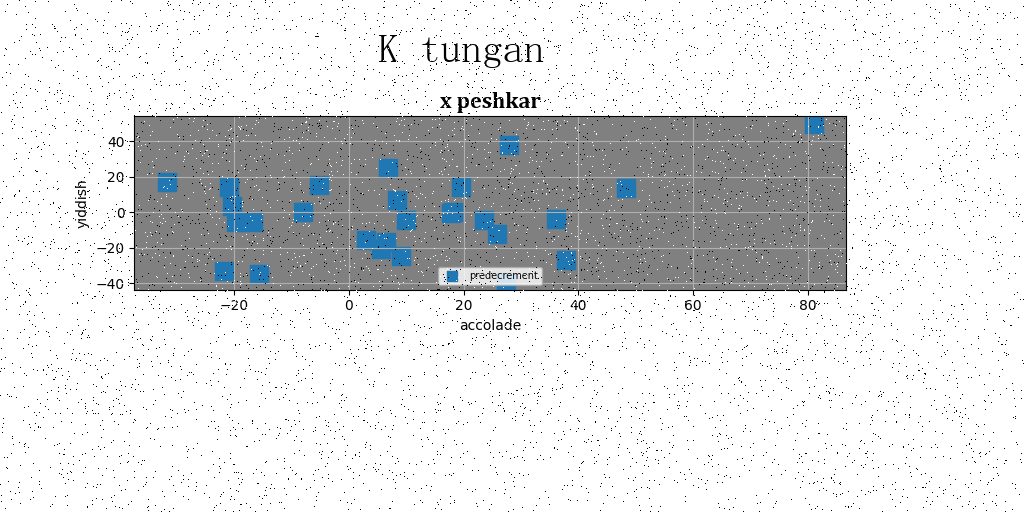 K tungan
x peshkar
yiddish
40
20
0
−20
−40
predecrement
−20 0 20 40 60 80
accolade